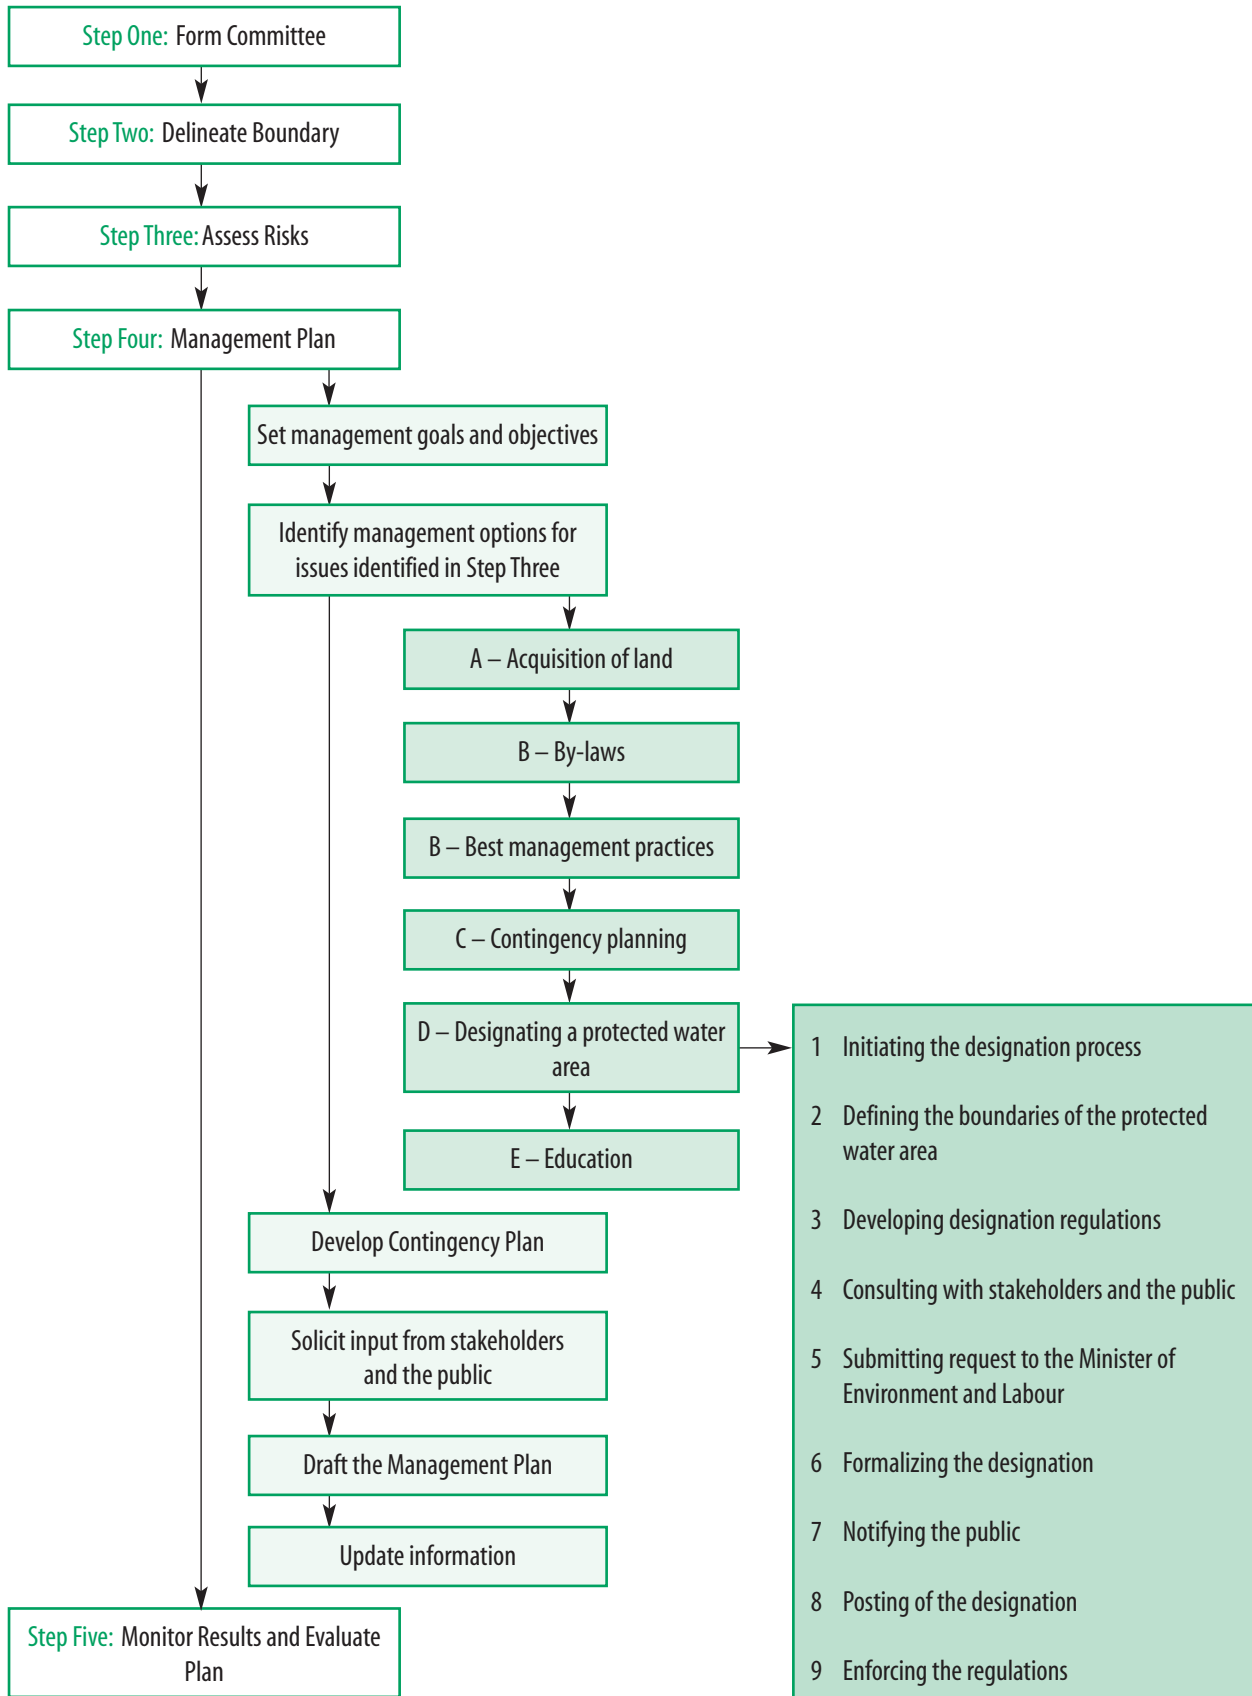 Step One: Form Committee
Step Two: Delineate Boundary
Step Three: Assess Risks
Step Four: Management Plan
Set management goals and objectives
Identify management options for
issues identified in Step Three
A – Acquisition of land
B – By-laws
B – Best management practices
C – Contingency planning
D – Designating a protected water
area
E – Education
1 Initiating the designation process
2 Defining the boundaries of the protected
water area
3 Developing designation regulations
4 Consulting with stakeholders and the public
5 Submitting request to the Minister of
Environment and Labour
6 Formalizing the designation
7 Notifying the public
8 Posting of the designation
9 Enforcing the regulations
Develop Contingency Plan
Solicit input from stakeholders
and the public
Draft the Management Plan
Update information
Step Five: Monitor Results and Evaluate
Plan